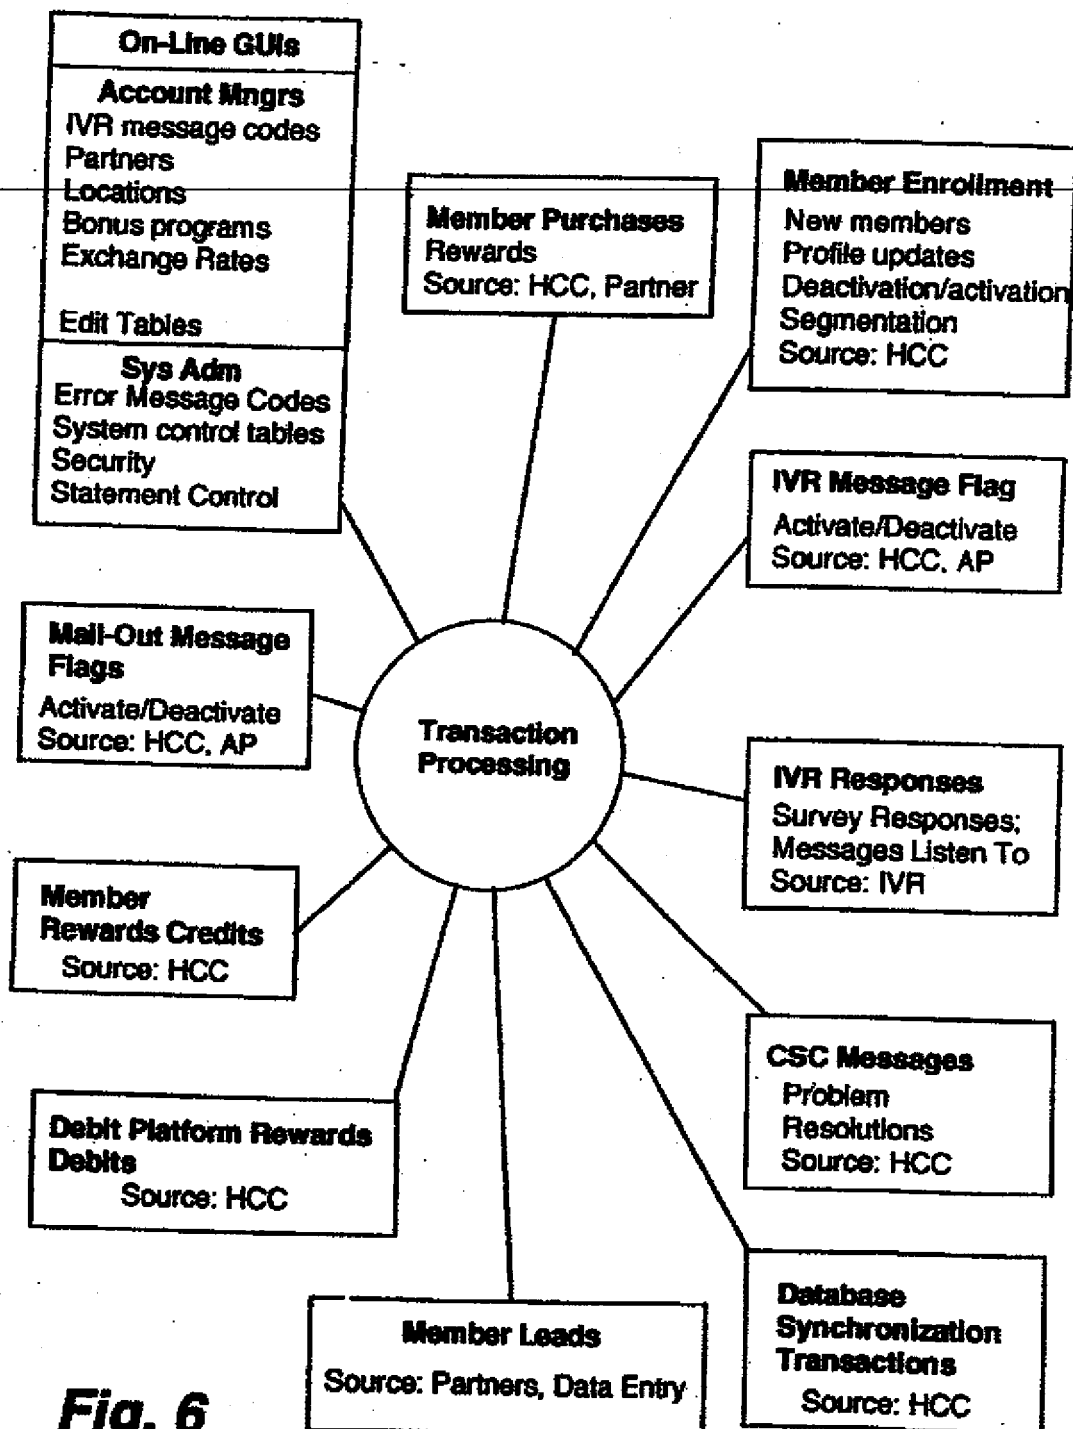 On-Line GUIs
Account Mngrs
IVR message codes
Partners
Locations
Bonus programs
Exchange Rates
Edit Tables
Sys Adm
Error Message Codes
System control tables
Security
Statement Control
Member Purchases
Rewards
Source: HCC, Partner
Member Enrollment
New members
Profile updates
Deactivation/activation
Segmentation
Source: HCC
IVR Message Flag
Activate/Deactivate
Source: HCC, AP
Mail-Out Message
Flags
Activate/Deactivate
Source: HCC, AP
Transaction
Processing
IVR Responses
Survey Responses;
Messages Listen To
Source: IVR
Member
Rewards Credits
Source: HCC
CSC Messages
Problem
Resolutions
Source: HCC
Debit Platform Rewards
Debits
Source: HCC
Database
Synchronization
Transactions
Source: HCC
Member Leads
Source: Partners, Data Entry
Fig. 6